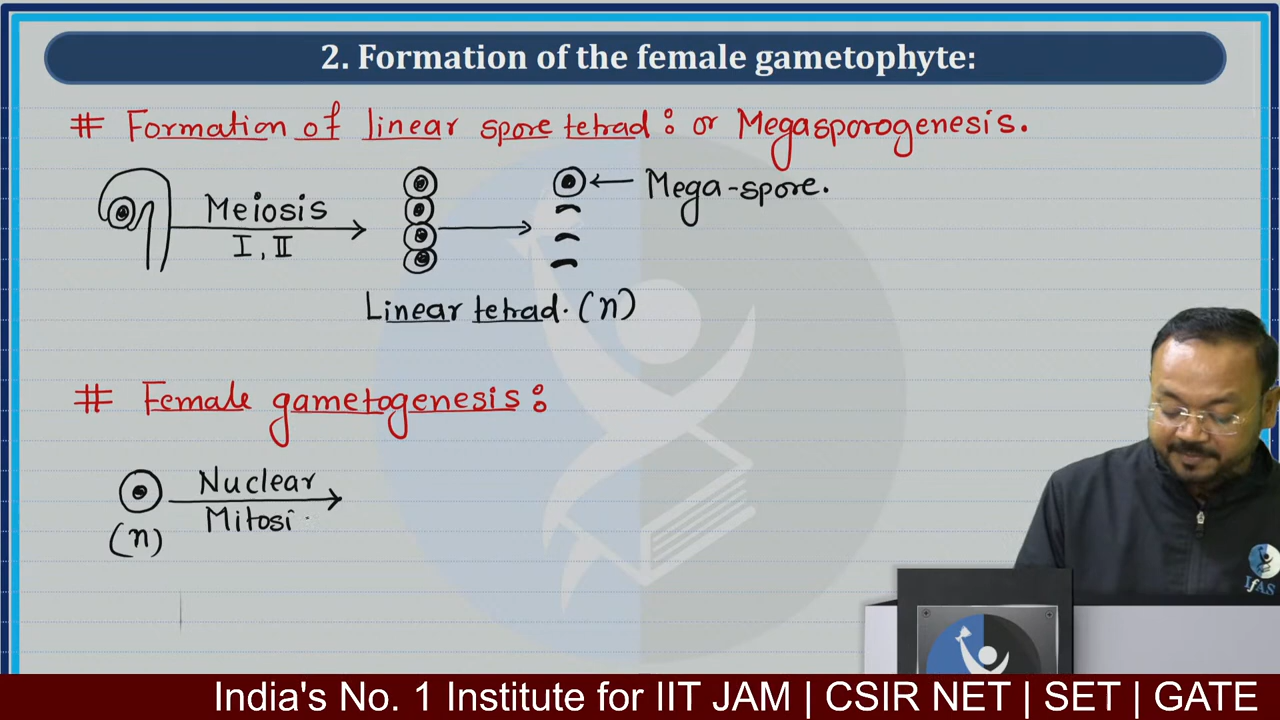 2. Formation of the female gametophyte:
# Formation of linear spore tetrad : or Megasporogenesis.
Meiosis
I, II
← Mega-spore.
Linear tetrad. (n)
# Female gametogenesis :
Nuclear
Mitosi
(n)
IfAS
India's No. 1 Institute for IIT JAM | CSIR NET | SET | GATE